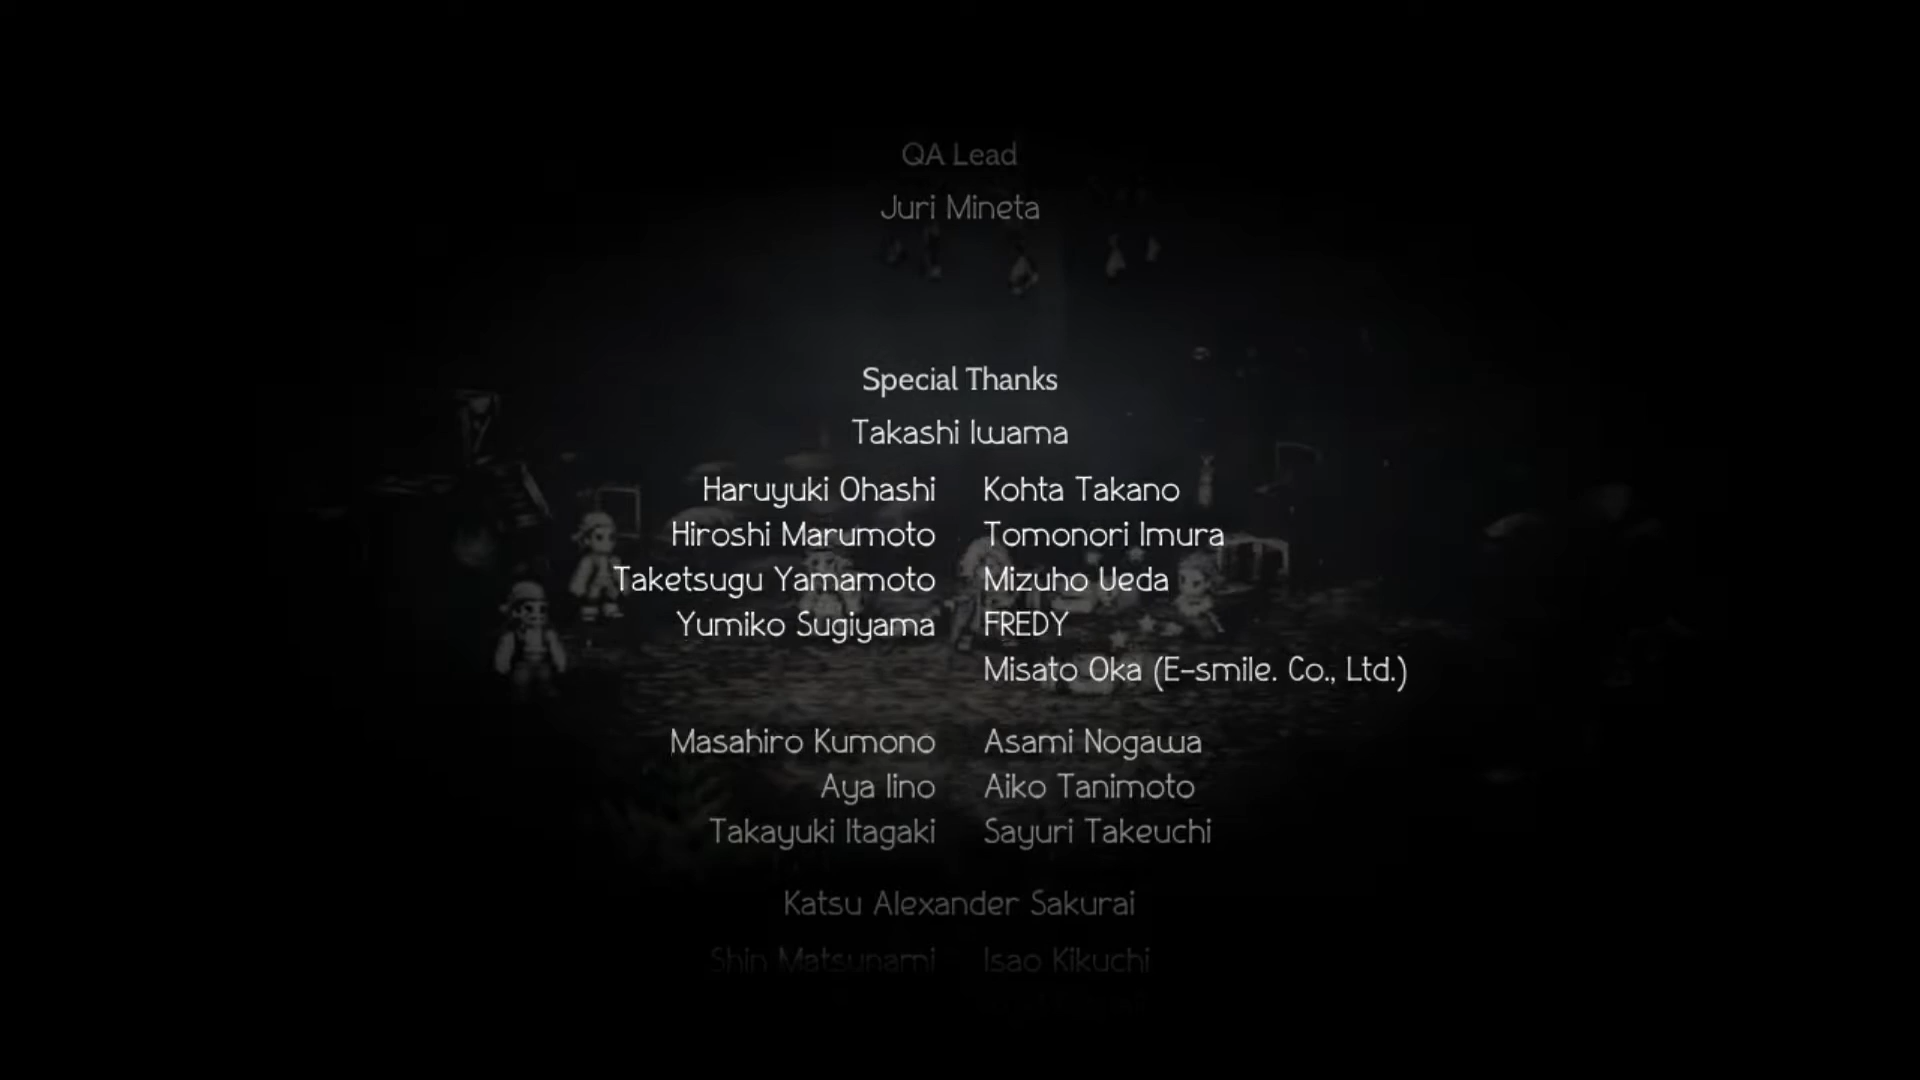 QA Lead
Juri Mineta
Special Thanks
Takashi Iwama
Haruyuki Ohashi Kohta Takano
Hiroshi Marumoto Tomonori Imura
Taketsugu Yamamoto Mizuho Ueda
Yumiko Sugiyama FREDY
Misato Oka (E-smile. Co., Ltd.)
Masahiro Kumono Asami Nogawa
Aya Iino Aiko Tanimoto
Takayuki Itagaki Sayuri Takeuchi
Katsu Alexander Sakurai
Shin Matsunami Isao Kikuchi